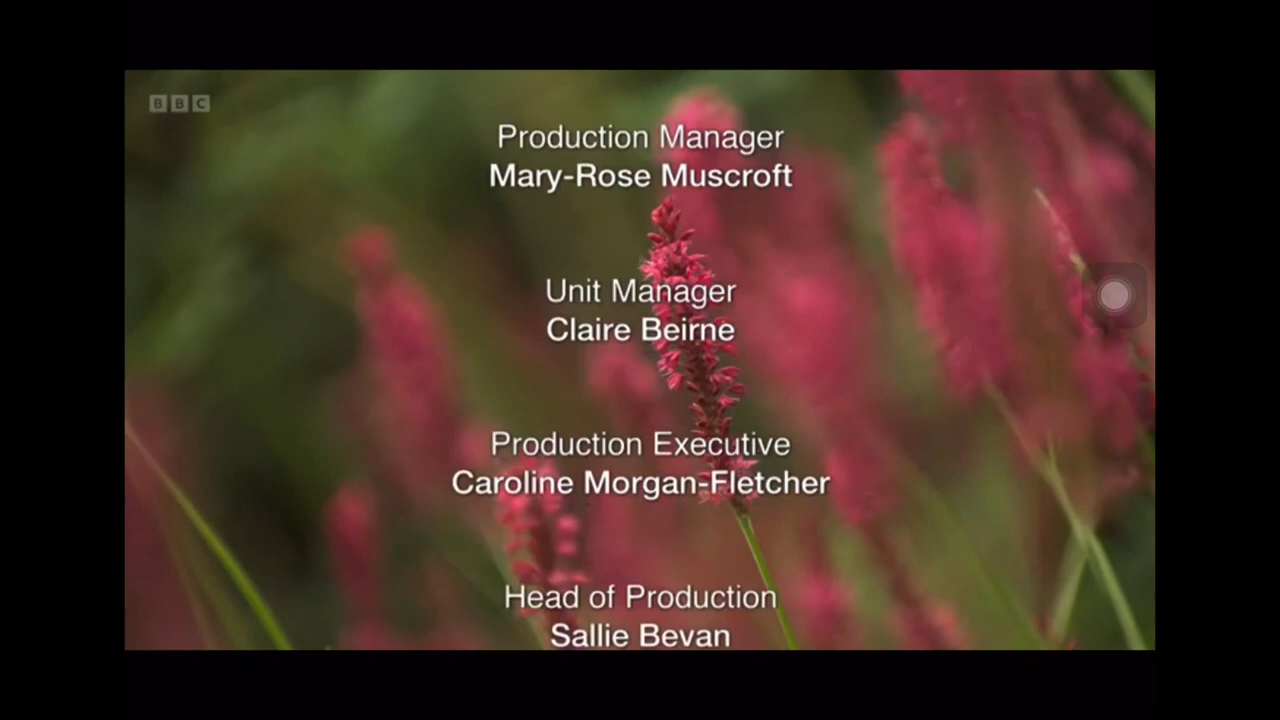 BBC
Production Manager
Mary-Rose Muscroft
Unit Manager
Claire Beirne
Production Executive
Caroline Morgan-Fletcher
Head of Production
Sallie Bevan